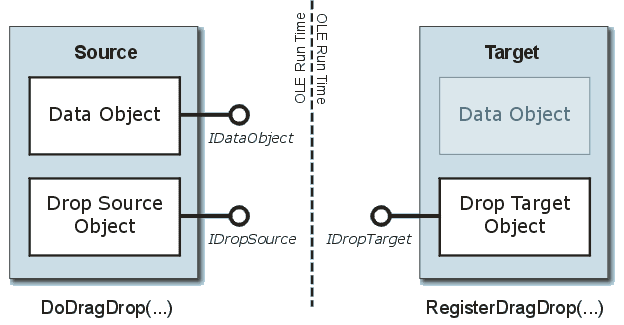 Source
Data Object
IDataObject
Drop Source
Object
IDropSource
DoDragDrop(...)
OLE Run Time
OLE Run Time
Target
Data Object
Drop Target
Object
IDropTarget
RegisterDragDrop(...)